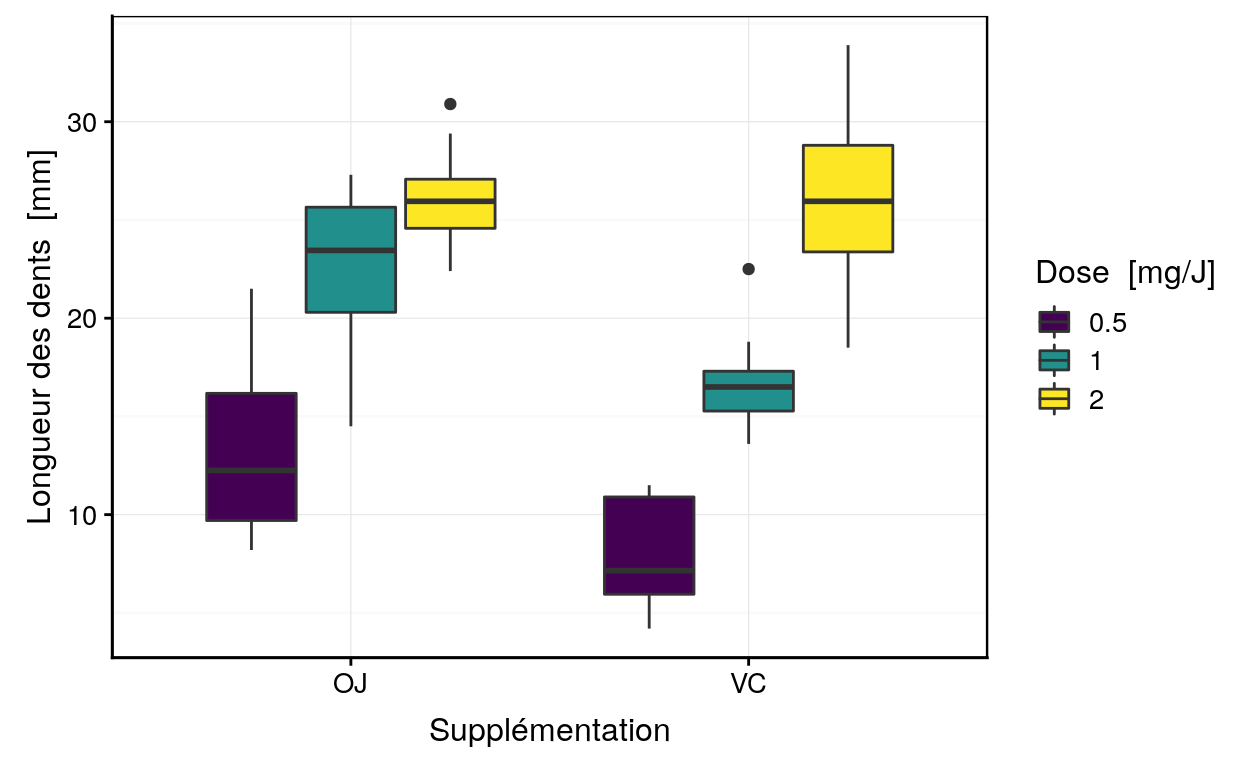 Longueur des dents [mm]
30
20
10
OJ
VC
Supplémentation
Dose [mg/J]
0.5
1
2